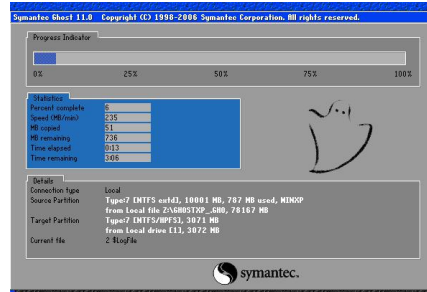 Symantec Ghost 11.0 Copyright (C) 1998-2006 Symantec Corporation. All rights reserved.
Progress Indicator
0% 25% 50% 75% 100%
Statistics
Percent complete 6
Speed (MB/min) 235
MB copied 51
MB remaining 736
Time elapsed 0:13
Time remaining 3:06
Details
Connection type Local
Source Partition Type:7 [NTFS extd], 10001 MB, 787 MB used, WINXP
from Local file Z:\GHOSTXP_.GHO, 78167 MB
Target Partition Type:7 [NTFS/HPFS], 3071 MB
from Local drive [1], 3072 MB
Current file 2 $LogFile
symantec.